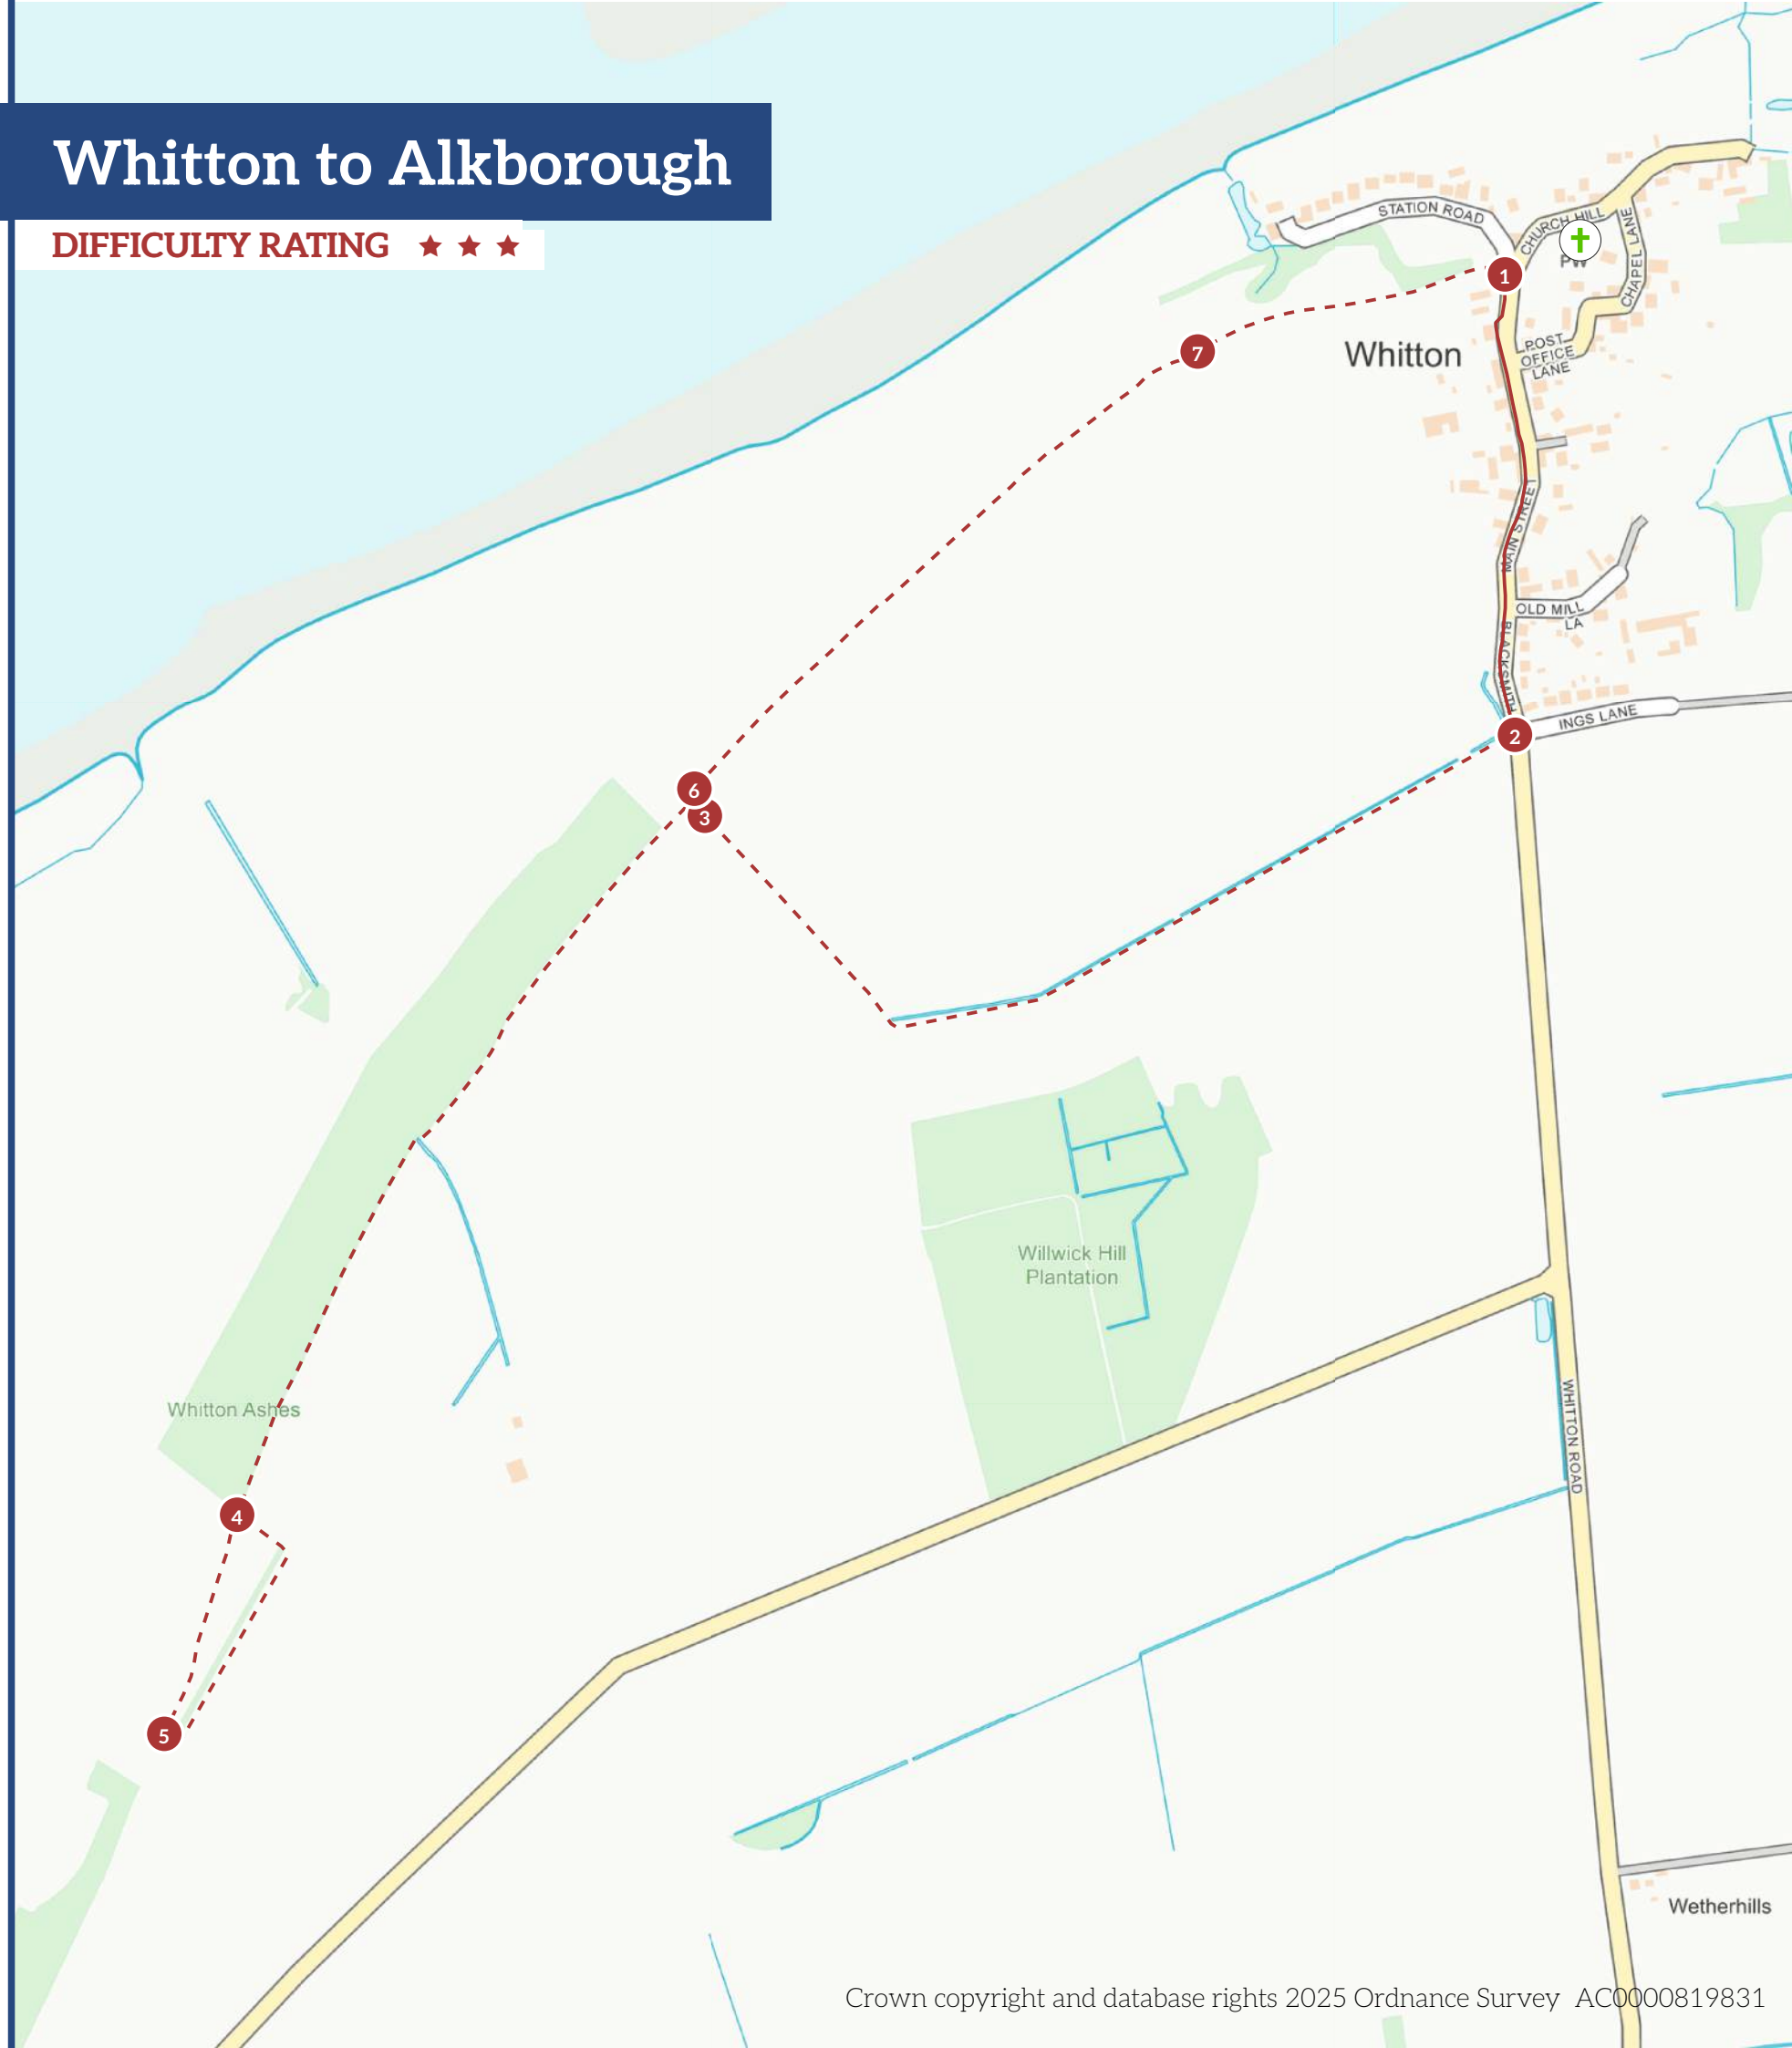 Whitton to Alkborough
DIFFICULTY RATING ★ ★ ★
STATION ROAD
CHURCH HILL
PW
CHAPEL LANE
1
7
Whitton
POST
OFFICE
LANE
MAIN STREET
OLD MILL
LA
BLACKSMITH
INGS LANE
2
6
3
Willwick Hill
Plantation
Whitton Ashes
WHITTON ROAD
4
5
Wetherhills
Crown copyright and database rights 2025 Ordnance Survey AC0000819831